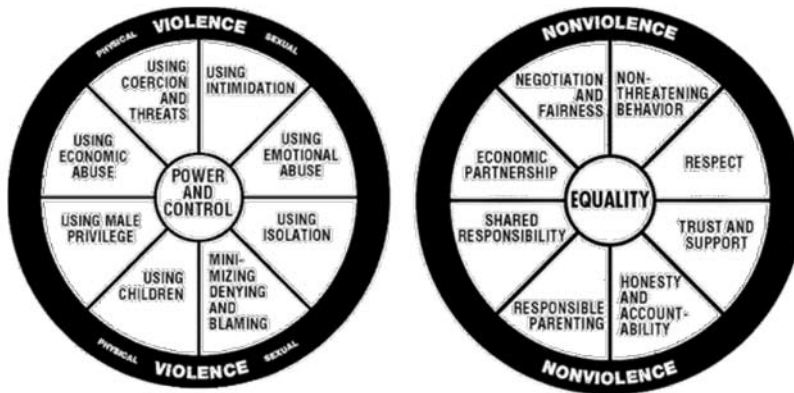 PHYSICAL VIOLENCE SEXUAL
USING
COERCION
AND
THREATS
USING
INTIMIDATION
USING
EMOTIONAL
ABUSE
USING
ISOLATION
MINI-
MIZING
DENYING
AND
BLAMING
USING
CHILDREN
USING MALE
PRIVILEGE
USING
ECONOMIC
ABUSE
POWER
AND
CONTROL
PHYSICAL VIOLENCE SEXUAL
NONVIOLENCE
NEGOTIATION
AND
FAIRNESS
NON-
THREATENING
BEHAVIOR
RESPECT
TRUST AND
SUPPORT
HONESTY
AND
ACCOUNT-
ABILITY
RESPONSIBLE
PARENTING
SHARED
RESPONSIBILITY
ECONOMIC
PARTNERSHIP
EQUALITY
NONVIOLENCE